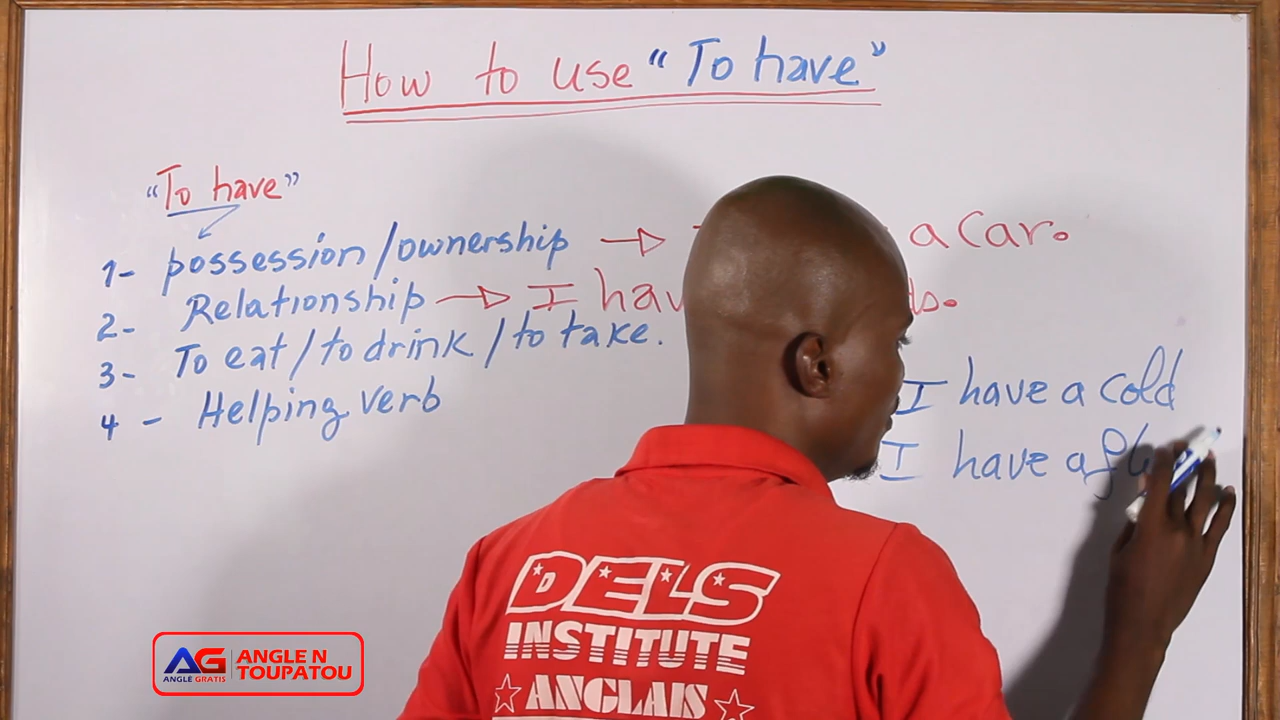 How to use "To have"
"To have"
1- possession/ownership → a car.
2- Relationship → I hav
3- To eat/to drink/to take.
4- Helping verb
I have a cold
I have a fl
DELS
INSTITUTE
ANGLAIS
AG
ANGLE GRATIS
ANGLE N
TOUPATOU